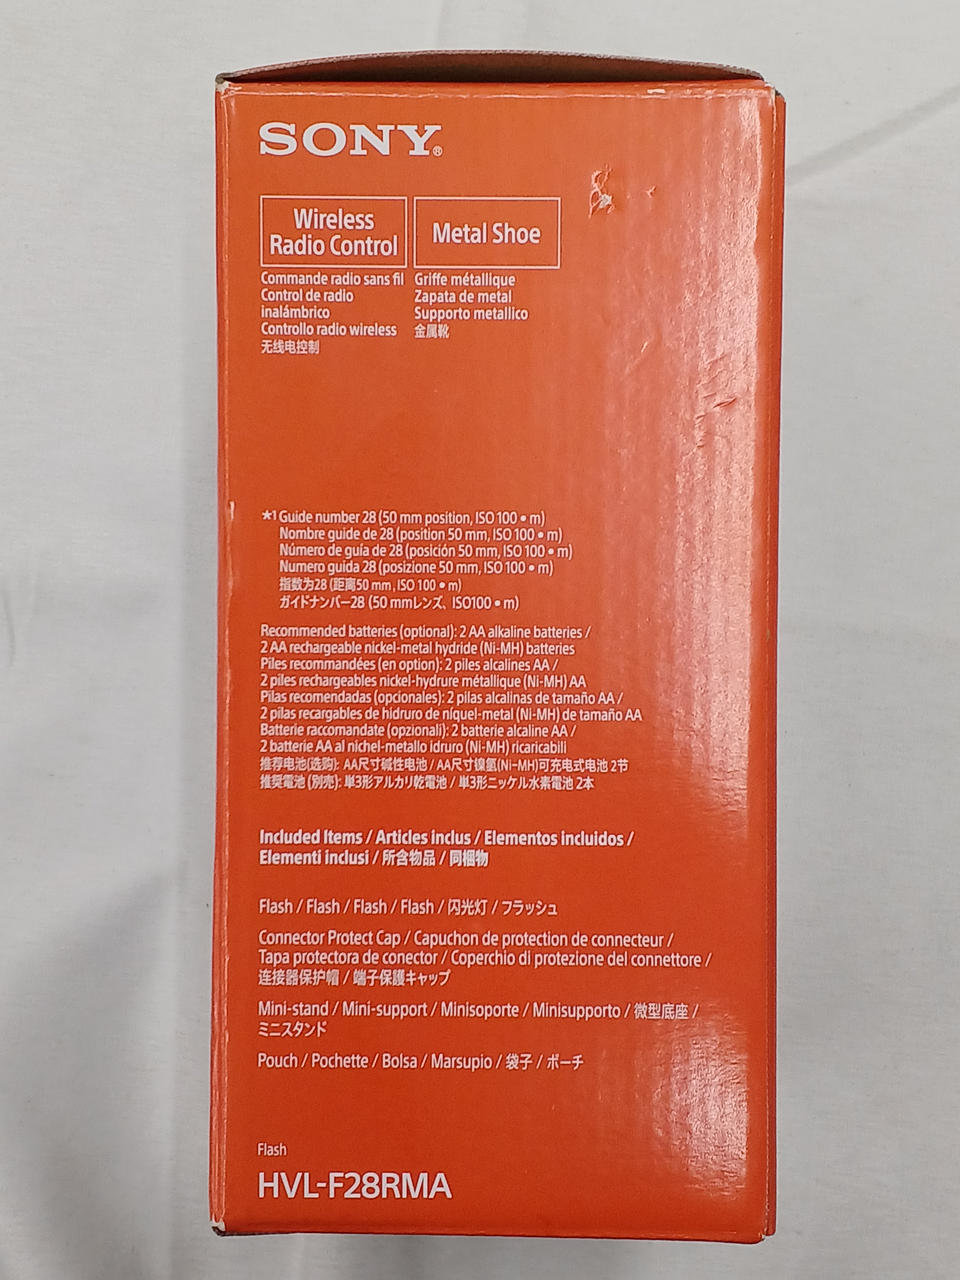 SONY®
Wireless
Radio Control
Commande radio sans fil
Control de radio
inalámbrico
Controllo radio wireless
无线电控制
Metal Shoe
Griffe métallique
Zapata de metal
Supporto metallico
金属靴
★1 Guide number 28 (50 mm position, ISO 100 • m)
Nombre guide de 28 (position 50 mm, ISO 100 • m)
Número de guía de 28 (posición 50 mm, ISO 100 • m)
Numero guida 28 (posizione 50 mm, ISO 100 • m)
指数为28 (距离50 mm, ISO 100 • m)
ガイドナンバー28 (50 mmレンズ、ISO100 • m)
Recommended batteries (optional): 2 AA alkaline batteries /
2 AA rechargeable nickel-metal hydride (Ni-MH) batteries
Piles recommandées (en option): 2 piles alcalines AA /
2 piles rechargeables nickel-hydrure métallique (Ni-MH) AA
Pilas recomendadas (opcionales): 2 pilas alcalinas de tamaño AA /
2 pilas recargables de hidruro de níquel-metal (Ni-MH) de tamaño AA
Batterie raccomandate (opzionali): 2 batterie alcaline AA /
2 batterie AA al nichel-metallo idruro (Ni-MH) ricaricabili
推荐电池(选购): AA尺寸碱性电池 / AA尺寸镍氢(Ni-MH)可充电式电池 2节
推奨電池 (別売): 単3形アルカリ乾電池 / 単3形ニッケル水素電池 2本
Included Items / Articles inclus / Elementos incluidos /
Elementi inclusi / 所含物品 / 同梱物
Flash / Flash / Flash / Flash / 闪光灯 / フラッシュ
Connector Protect Cap / Capuchon de protection de connecteur /
Tapa protectora de conector / Coperchio di protezione del connettore /
连接器保护帽 / 端子保護キャップ
Mini-stand / Mini-support / Minisoporte / Minisupporto / 微型底座 /
ミニスタンド
Pouch / Pochette / Bolsa / Marsupio / 袋子 / ポーチ
Flash
HVL-F28RMA